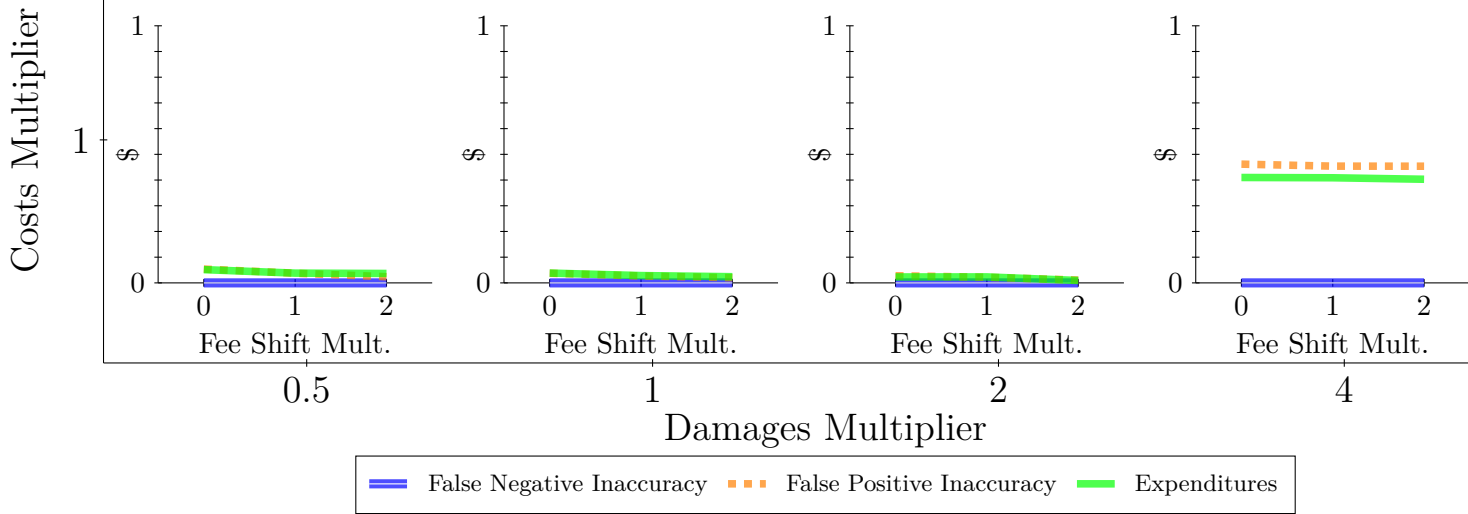 Costs Multiplier
1
1
$
0
0 1 2
Fee Shift Mult.
1
$
0
0 1 2
Fee Shift Mult.
1
$
0
0 1 2
Fee Shift Mult.
1
$
0
0 1 2
Fee Shift Mult.
0.5 1 2 4
Damages Multiplier
False Negative Inaccuracy False Positive Inaccuracy Expenditures